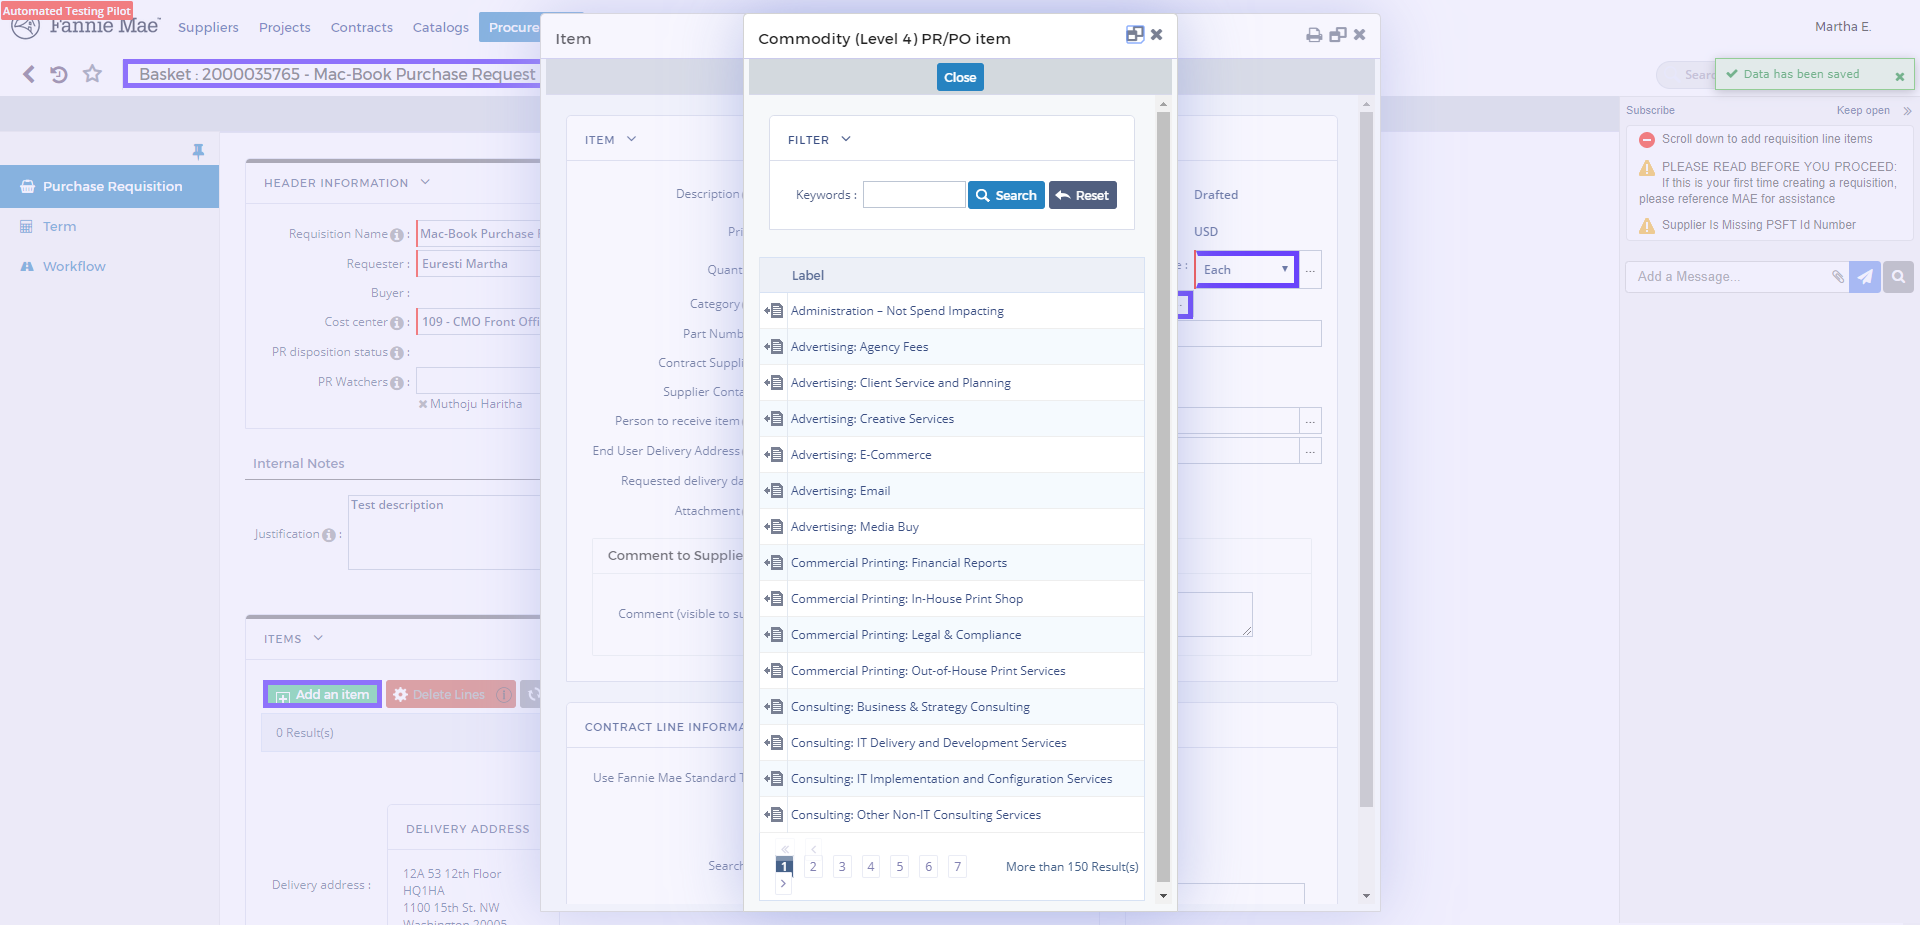 Automated Testing Pilot
Fannie Mae™
Suppliers
Projects
Contracts
Catalogs
Procure
Martha E.
Basket : 2000035765 - Mac-Book Purchase Request
Data has been saved
Purchase Requisition
Term
Workflow
HEADER INFORMATION
Requisition Name :
Mac-Book Purchase
Requester :
Euresti Martha
Buyer :
Cost center :
109 - CMO Front Offi
PR disposition status :
PR Watchers :
Muthoju Haritha
Internal Notes
Justification :
Test description
ITEMS
Add an item
Delete Lines
0 Result(s)
DELIVERY ADDRESS
Delivery address :
12A 53 12th Floor
HQ1HA
1100 15th St. NW
Washington 20005
Item
ITEM
Description
Pri
Quant
Category
Part Numb
Contract Suppli
Supplier Conta
Person to receive item
End User Delivery Address
Requested delivery da
Attachment
Comment to Supplie
Comment (visible to su
CONTRACT LINE INFORMA
Use Fannie Mae Standard T
Search
Drafted
USD
e :
Each
...
...
...
Commodity (Level 4) PR/PO item
Close
FILTER
Keywords :
Search
Reset
Label
Administration – Not Spend Impacting
Advertising: Agency Fees
Advertising: Client Service and Planning
Advertising: Creative Services
Advertising: E-Commerce
Advertising: Email
Advertising: Media Buy
Commercial Printing: Financial Reports
Commercial Printing: In-House Print Shop
Commercial Printing: Legal & Compliance
Commercial Printing: Out-of-House Print Services
Consulting: Business & Strategy Consulting
Consulting: IT Delivery and Development Services
Consulting: IT Implementation and Configuration Services
Consulting: Other Non-IT Consulting Services
« ‹
1 2 3 4 5 6 7
›
More than 150 Result(s)
Subscribe
Keep open »
Scroll down to add requisition line items
PLEASE READ BEFORE YOU PROCEED:
If this is your first time creating a requisition,
please reference MAE for assistance
Supplier Is Missing PSFT Id Number
Add a Message...